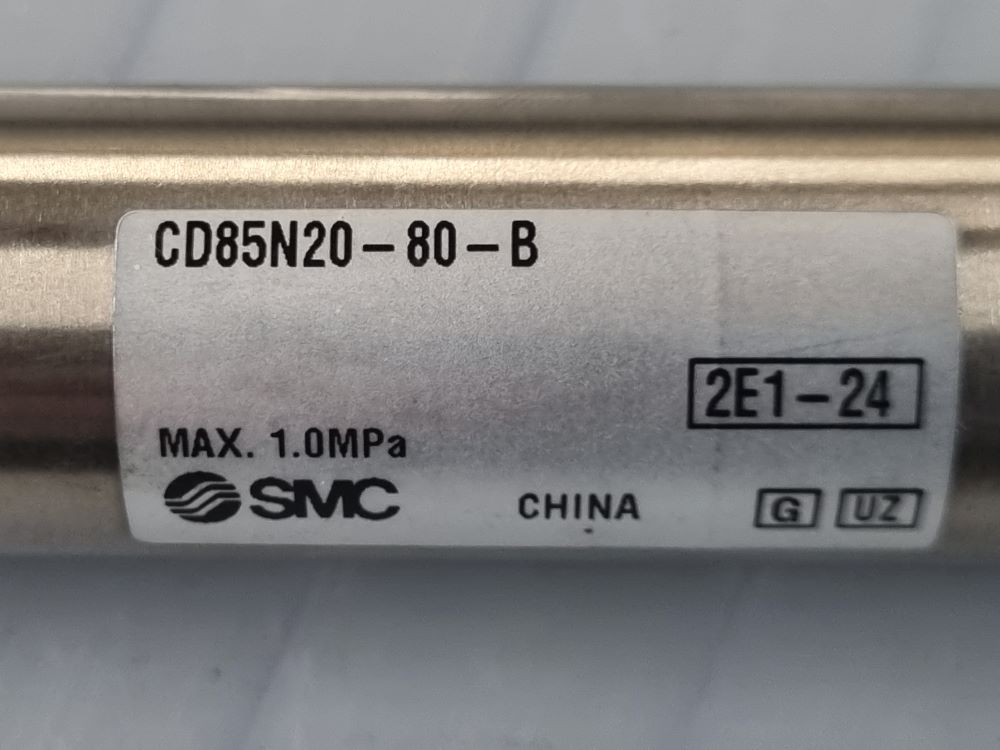 CD85N20-80-B
2E1-24
MAX. 1.0MPa
SMC CHINA G UZ